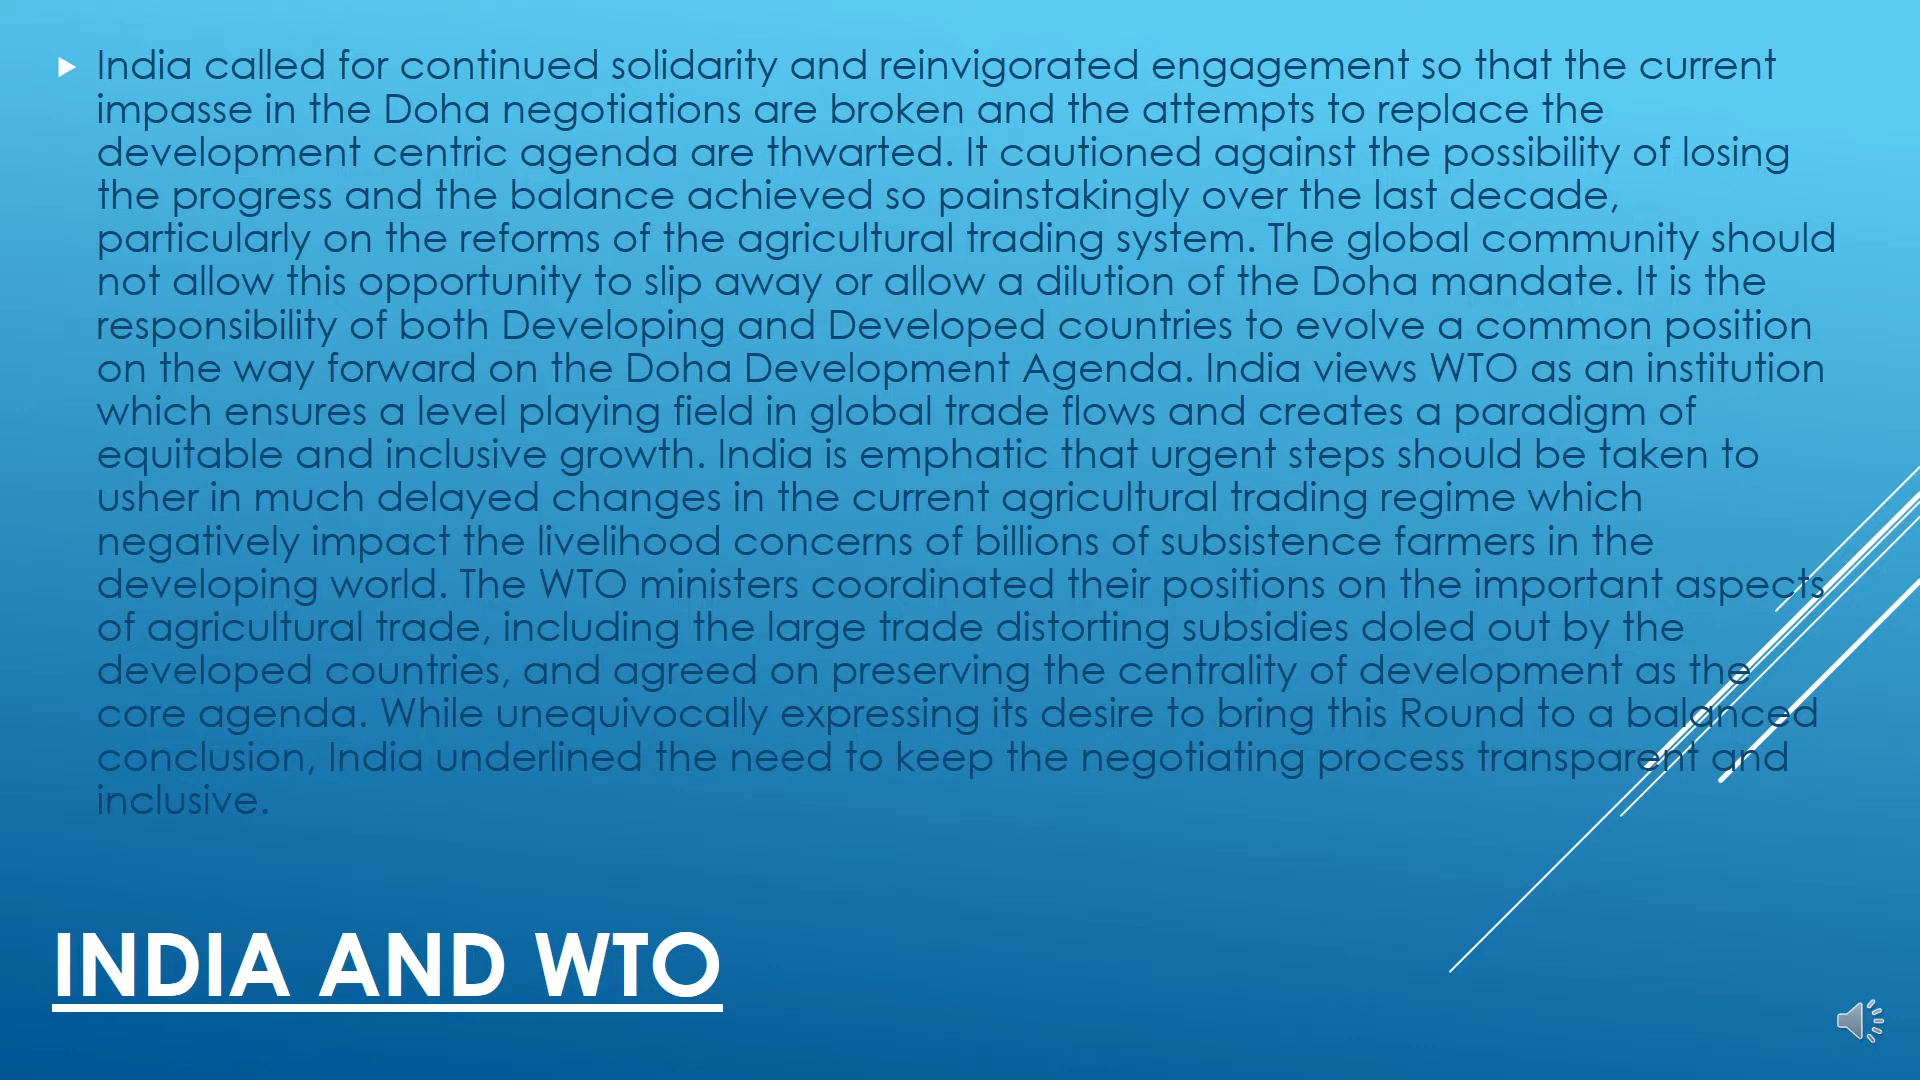 India called for continued solidarity and reinvigorated engagement so that the current
impasse in the Doha negotiations are broken and the attempts to replace the
development centric agenda are thwarted. It cautioned against the possibility of losing
the progress and the balance achieved so painstakingly over the last decade,
particularly on the reforms of the agricultural trading system. The global community should
not allow this opportunity to slip away or allow a dilution of the Doha mandate. It is the
responsibility of both Developing and Developed countries to evolve a common position
on the way forward on the Doha Development Agenda. India views WTO as an institution
which ensures a level playing field in global trade flows and creates a paradigm of
equitable and inclusive growth. India is emphatic that urgent steps should be taken to
usher in much delayed changes in the current agricultural trading regime which
negatively impact the livelihood concerns of billions of subsistence farmers in the
developing world. The WTO ministers coordinated their positions on the important aspects
of agricultural trade, including the large trade distorting subsidies doled out by the
developed countries, and agreed on preserving the centrality of development as the
core agenda. While unequivocally expressing its desire to bring this Round to a balanced
conclusion, India underlined the need to keep the negotiating process transparent and
inclusive.
INDIA AND WTO